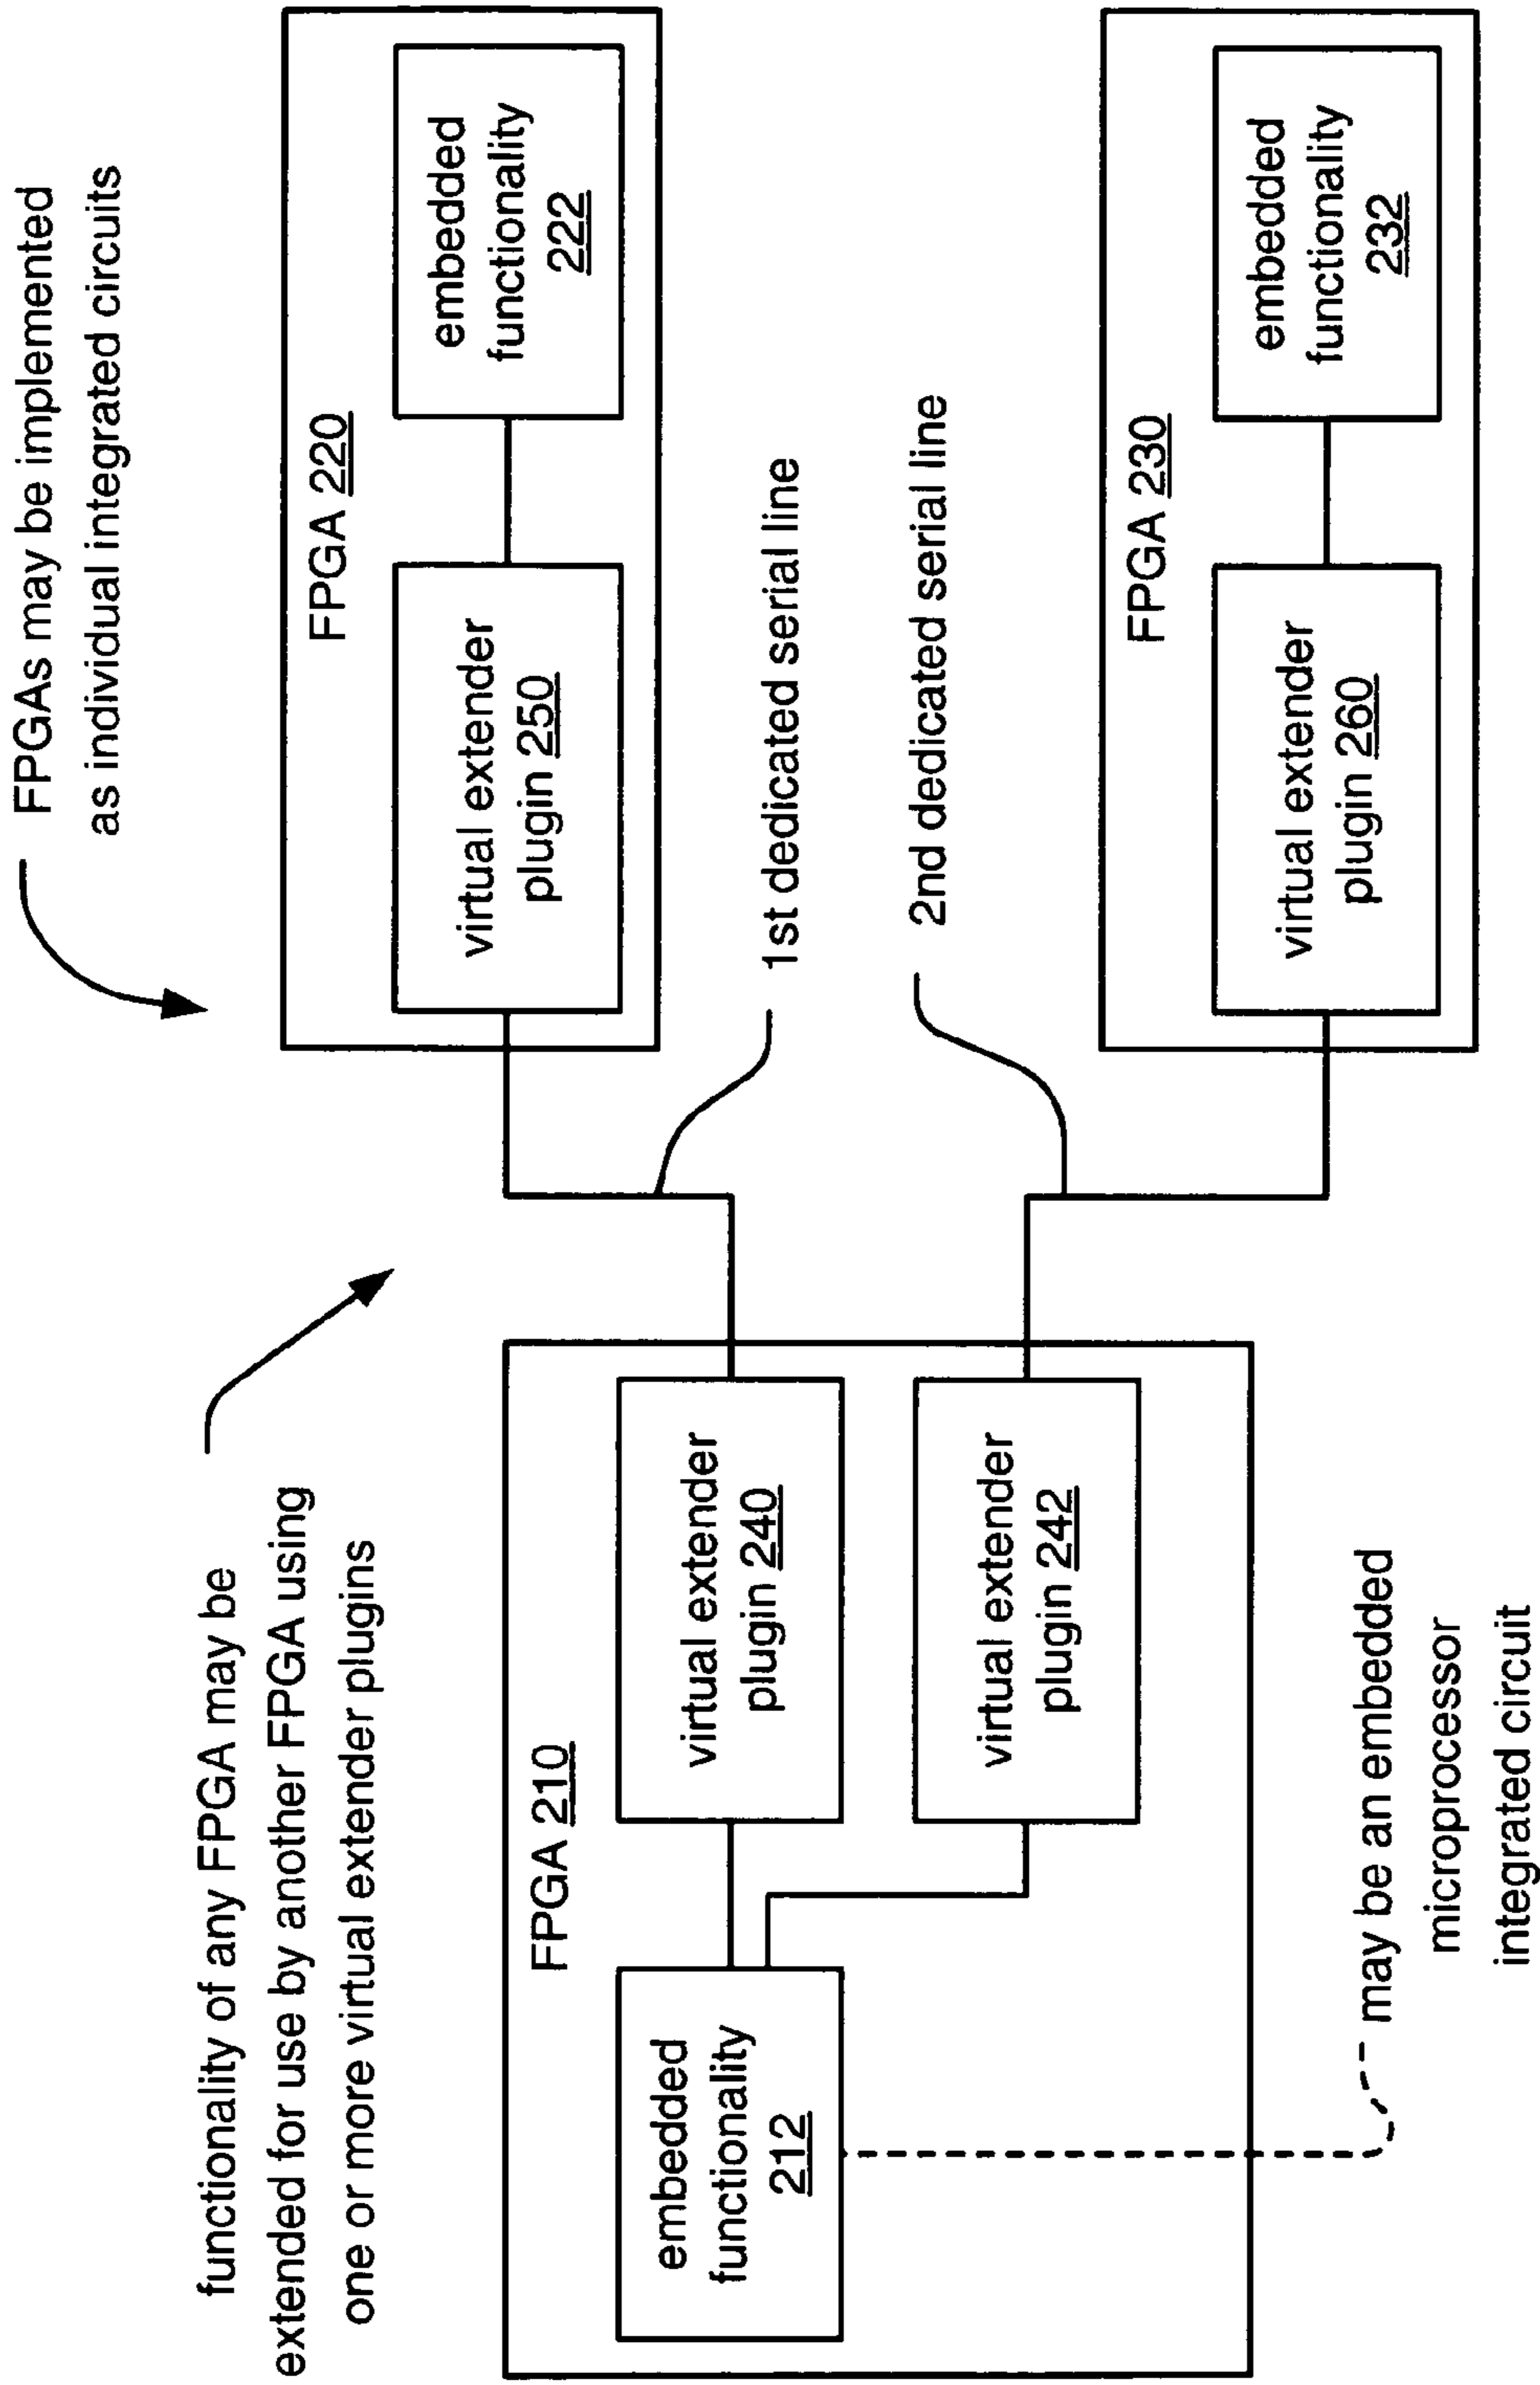 FPGAs may be implemented
as individual integrated circuits
functionality of any FPGA may be
extended for use by another FPGA using
one or more virtual extender plugins
FPGA 210
embedded
functionality
212
virtual extender
plugin 240
virtual extender
plugin 242
may be an embedded
microprocessor
integrated circuit
FPGA 220
virtual extender
plugin 250
embedded
functionality
222
1st dedicated serial line
2nd dedicated serial line
FPGA 230
virtual extender
plugin 260
embedded
functionality
232